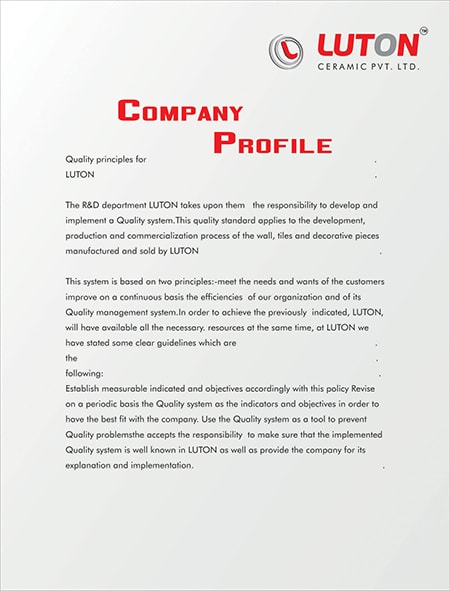 LUTON TM
CERAMIC PVT. LTD.
COMPANY
PROFILE
Quality principles for .
LUTON .
The R&D department LUTON takes upon them the responsibility to develop and
implement a Quality system.This quality standard applies to the development,
production and commercialization process of the wall, tiles and decorative pieces
manufactured and sold by LUTON .
This system is based on two principles:-meet the needs and wants of the customers
improve on a continuous basis the efficiencies of our organization and of its
Quality management system.In order to achieve the previously indicated, LUTON,
will have available all the necessary. resources at the same time, at LUTON we
have stated some clear guidelines which are .
the .
following: .
Establish measurable indicated and objectives accordingly with this policy Revise
on a periodic basis the Quality system as the indicators and objectives in order to
have the best fit with the company. Use the Quality system as a tool to prevent
Quality problemsthe accepts the responsibility to make sure that the implemented
Quality system is well known in LUTON as well as provide the company for its
explanation and implementation. .